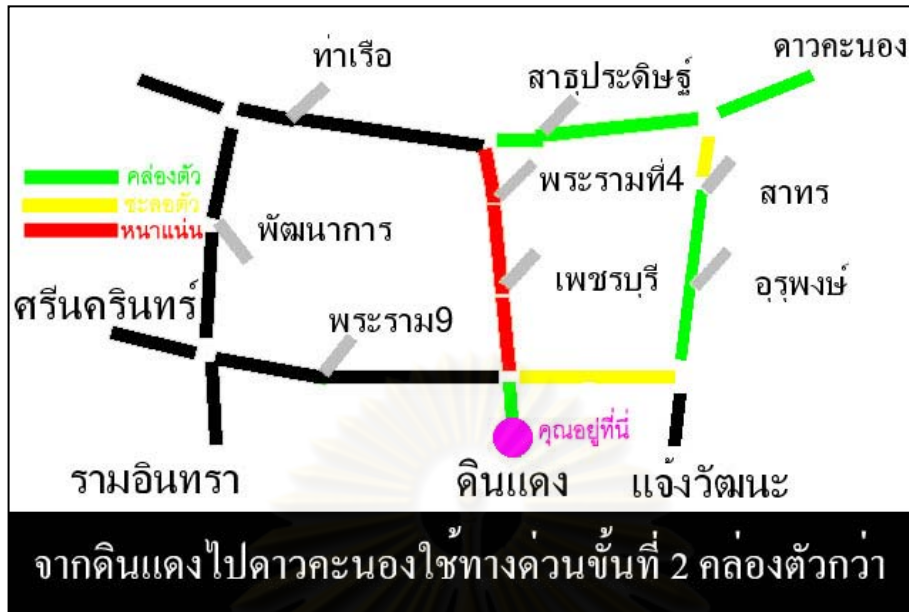 ท่าเรือ
ดาวคะนอง
สาธุประดิษฐ์
คล่องตัว
ชะลอตัว
หนาแน่น
พระรามที่4
สาทร
พัฒนาการ
เพชรบุรี
อุรุพงษ์
ศรีนครินทร์
พระราม9
คุณอยู่ที่นี่
รามอินทรา
ดินแดง
แจ้งวัฒนะ
จากดินแดงไปดาวคะนองใช้ทางด่วนขั้นที่ 2 คล่องตัวกว่า